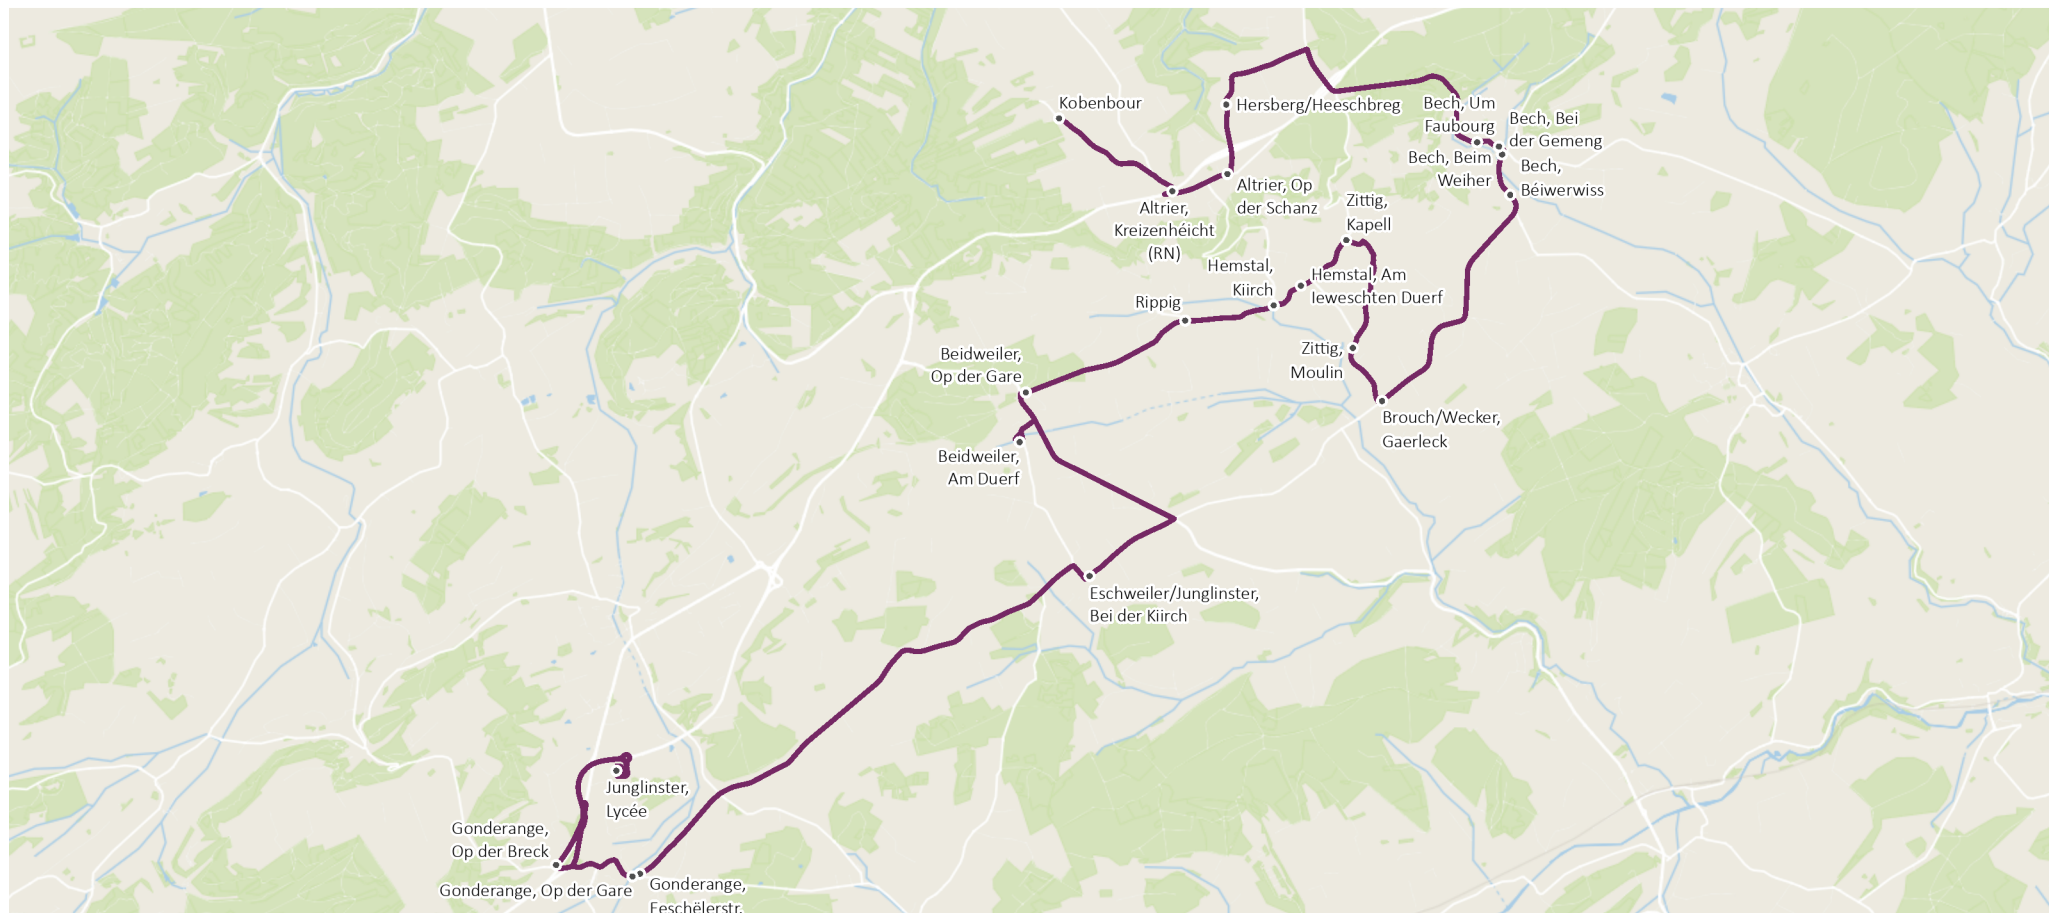 Kobenbour
Hersberg/Heeschbreg
Bech, Um
Faubourg
Bech, Bei
der Gemeng
Bech, Beim
Weiher
Bech,
Béiwerwiss
Altrier, Op
der Schanz
Altrier,
Kreizenhéicht
(RN)
Zittig,
Kapell
Hemstal,
Kiirch
Hemstal, Am
Ieweschten Duerf
Rippig
Zittig,
Moulin
Beidweiler,
Op der Gare
Brouch/Wecker,
Gaerleck
Beidweiler,
Am Duerf
Eschweiler/Junglinster,
Bei der Kiirch
Junglinster,
Lycée
Gonderange,
Op der Breck
Gonderange, Op der Gare
Gonderange,
Feschëlerstr.